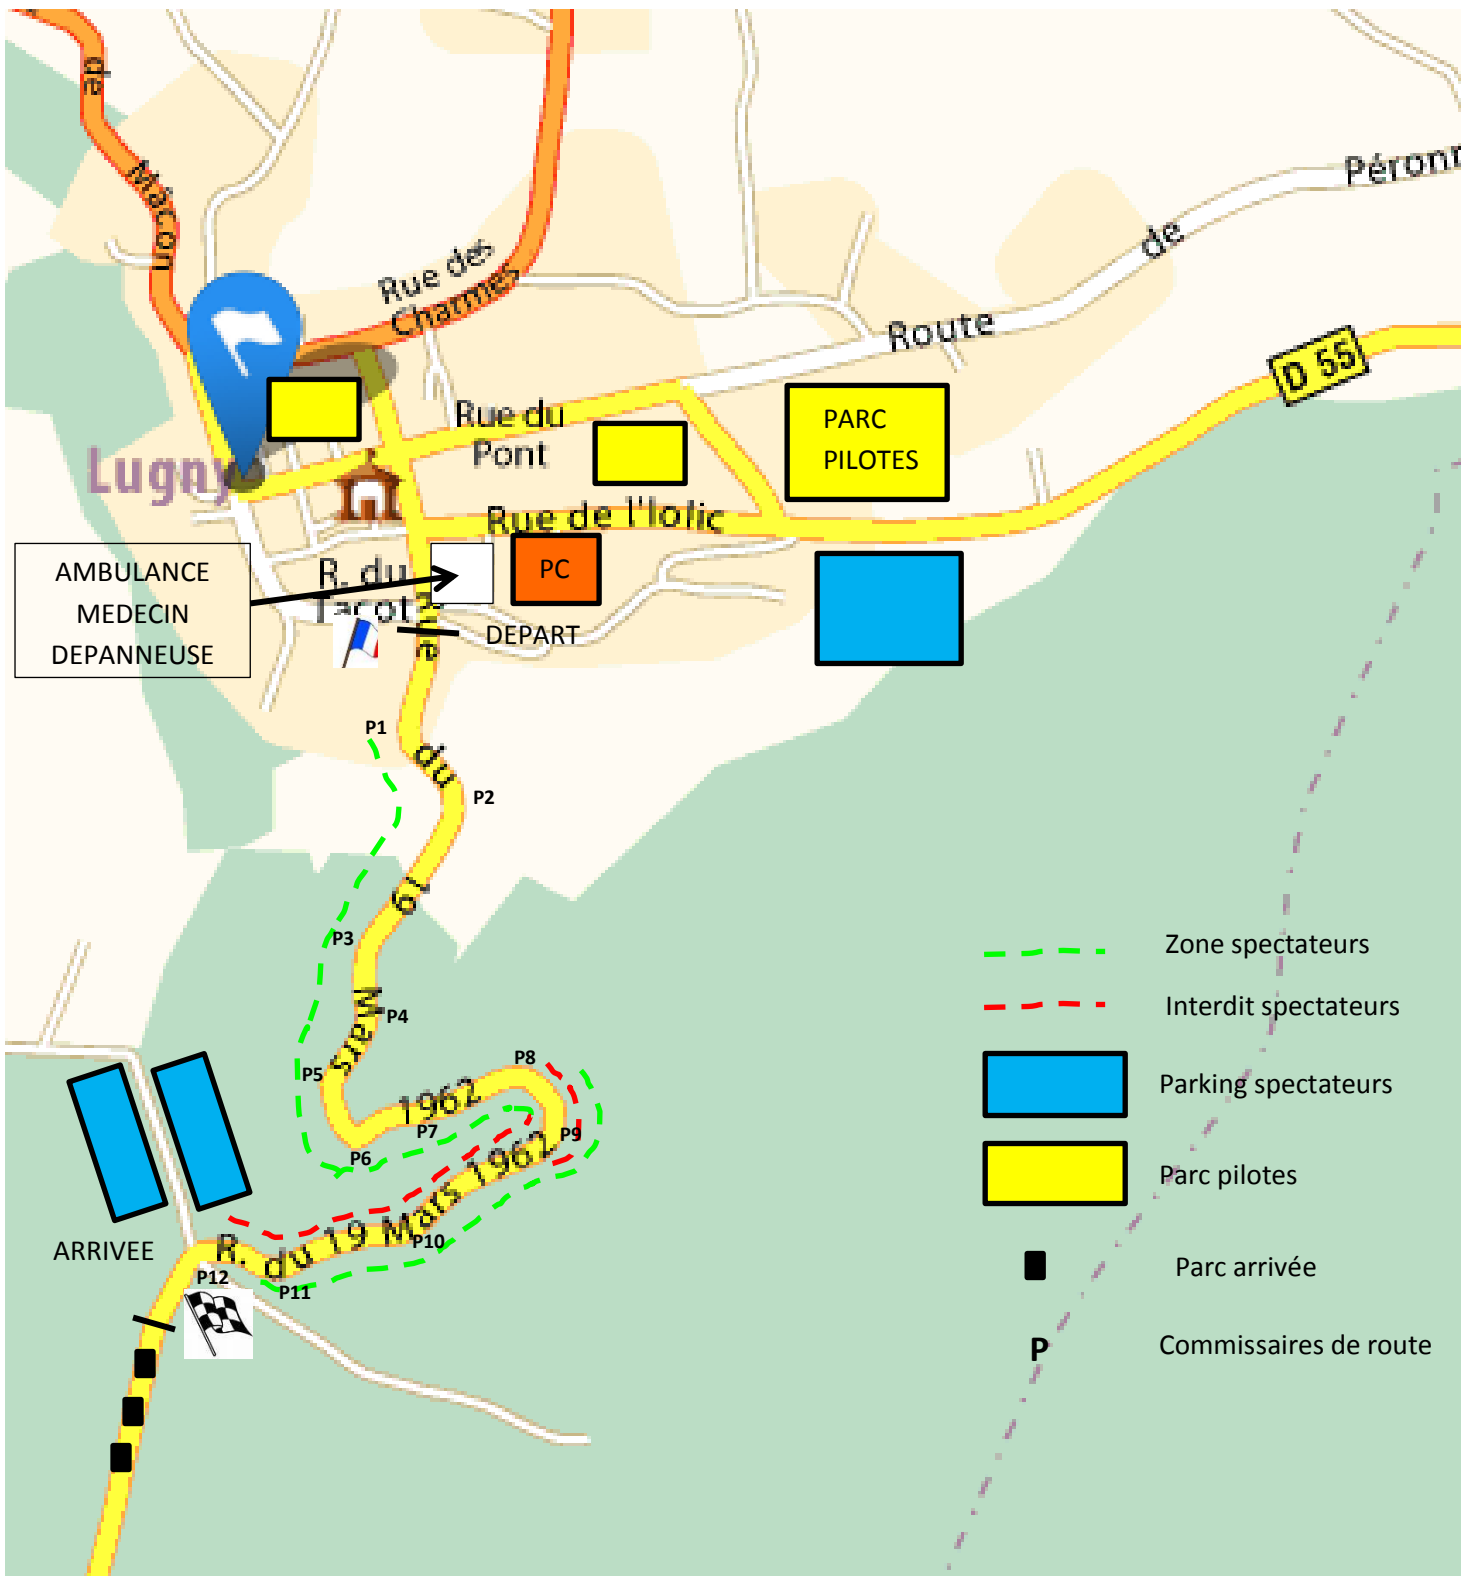 de
Mâcon
Péronn
de
Rue des
Charmes
Route
D 55
Rue du
Pont
PARC
PILOTES
Lugny
Rue de l'
R. du
Tacot
PC
AMBULANCE
MEDECIN
DEPANNEUSE
DEPART
Rue
du
19
Mars
1962
P1
P2
P3
P4
P5
P6
P7
P8
P9
R. du 19 Mars 1962
P10
P11
P12
ARRIVEE
Zone spectateurs
Interdit spectateurs
Parking spectateurs
Parc pilotes
Parc arrivée
P Commissaires de route